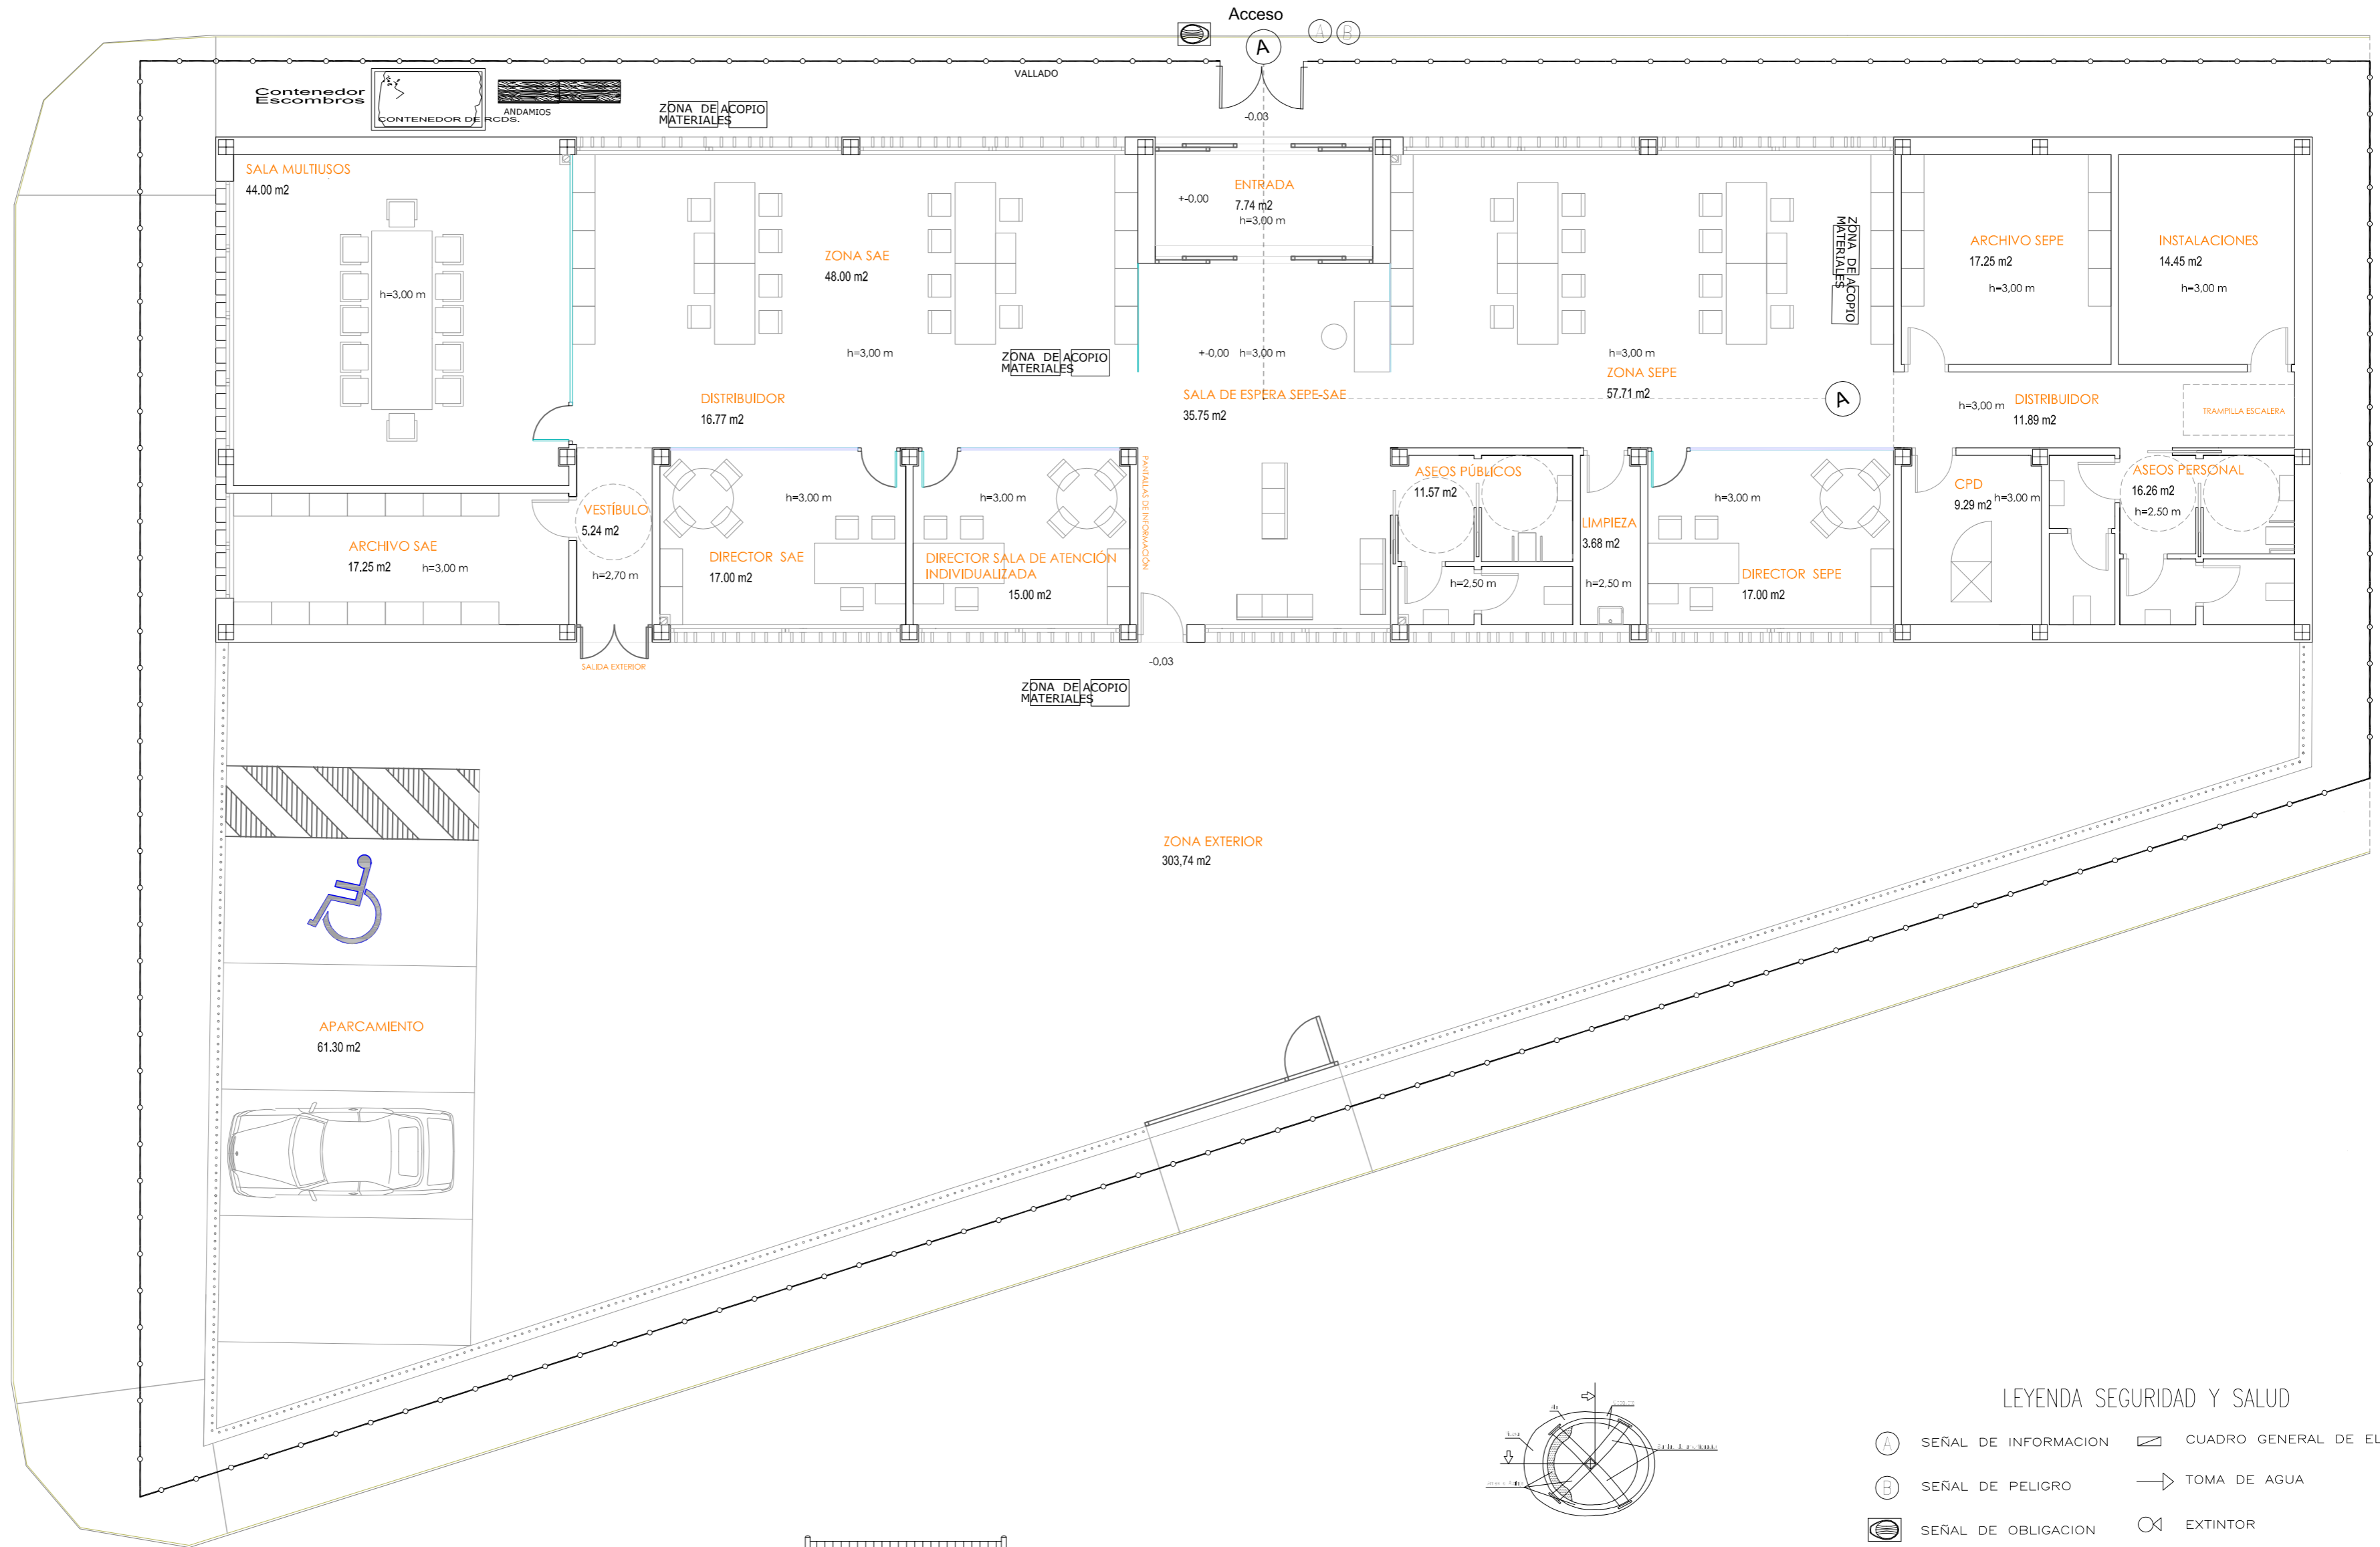 Acceso
A
A
B
VALLADO
Contenedor
Escombros
CONTENEDOR DE RCDS.
ANDAMIOS
ZONA DE ACOPIO
MATERIALES
-0.03
SALA MULTIUSOS
44.00 m2
h=3,00 m
ZONA SAE
48.00 m2
h=3,00 m
ZONA DE ACOPIO
MATERIALES
DISTRIBUIDOR
16.77 m2
ENTRADA
7.74 m2
h=3,00 m
+-0,00
+-0,00 h=3,00 m
SALA DE ESPERA SEPE-SAE
35.75 m2
ZONA DE ACOPIO
MATERIALES
h=3,00 m
ZONA SEPE
57.71 m2
A
ARCHIVO SEPE
17.25 m2
h=3,00 m
INSTALACIONES
14.45 m2
h=3,00 m
h=3,00 m
DISTRIBUIDOR
11.89 m2
TRAMPILLA ESCALERA
ARCHIVO SAE
17.25 m2 h=3,00 m
VESTÍBULO
5,24 m2
h=2,70 m
SALIDA EXTERIOR
h=3,00 m
DIRECTOR SAE
17.00 m2
h=3,00 m
DIRECTOR SALA DE ATENCIÓN
INDIVIDUALIZADA
15.00 m2
PANTALLAS DE INFORMACIÓN
ASEOS PÚBLICOS
11.57 m2
h=2,50 m
LIMPIEZA
3.68 m2
h=2,50 m
h=3,00 m
DIRECTOR SEPE
17.00 m2
CPD
9.29 m2 h=3,00 m
ASEOS PERSONAL
16.26 m2
h=2,50 m
-0,03
ZONA DE ACOPIO
MATERIALES
ZONA EXTERIOR
303,74 m2
APARCAMIENTO
61.30 m2
LEYENDA SEGURIDAD Y SALUD
A SEÑAL DE INFORMACION
CUADRO GENERAL DE EL
B SEÑAL DE PELIGRO
TOMA DE AGUA
SEÑAL DE OBLIGACION
EXTINTOR